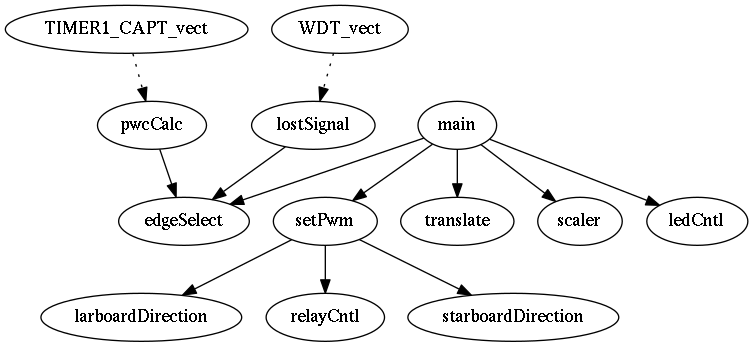 TIMER1_CAPT_vect
WDT_vect
pwcCalc
lostSignal
main
edgeSelect
setPwm
translate
scaler
ledCntl
larboardDirection
relayCntl
starboardDirection